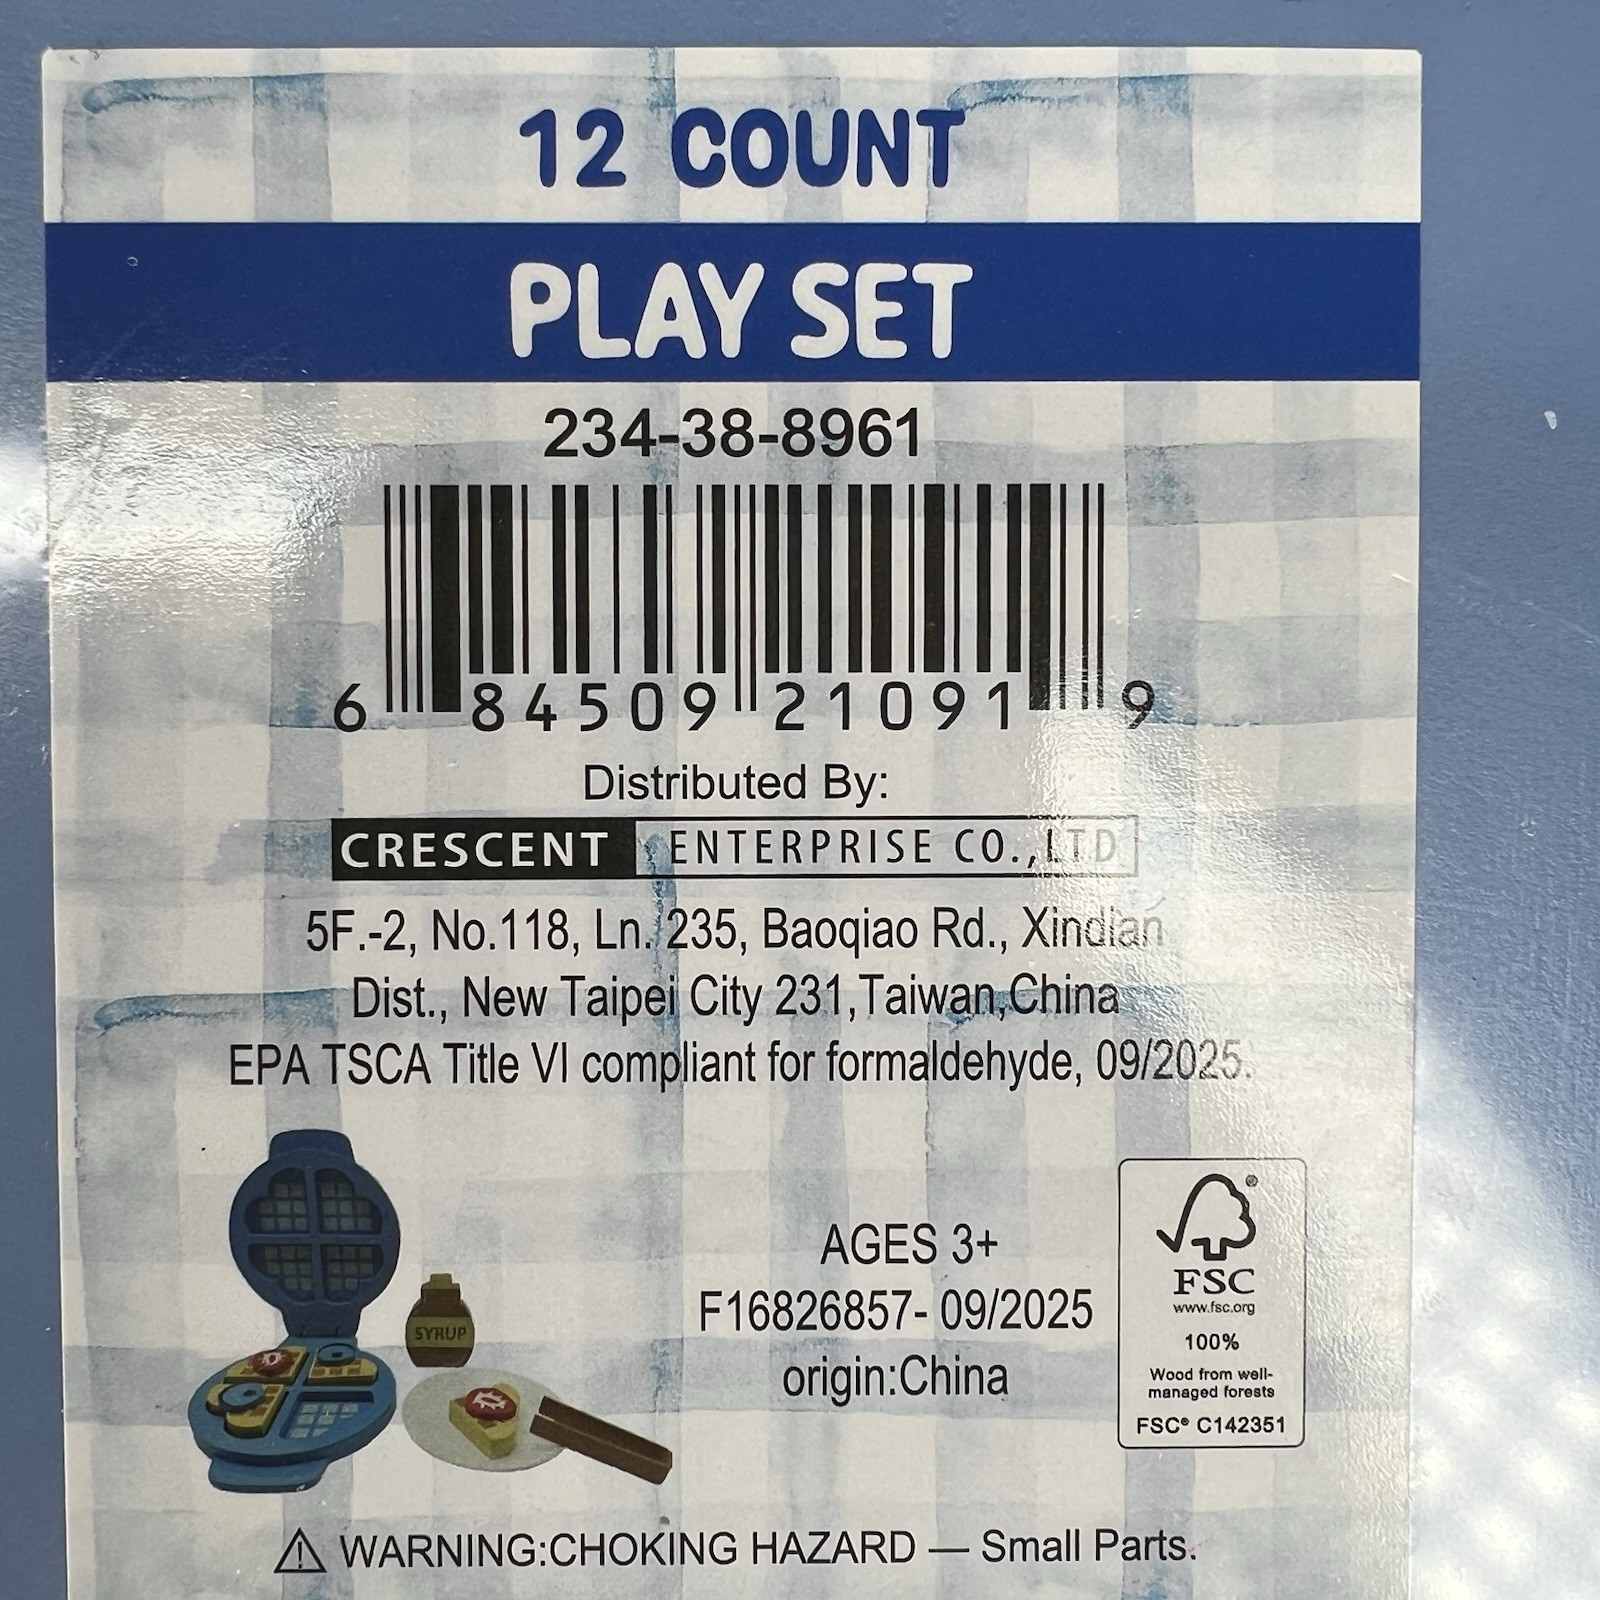 12 COUNT
PLAY SET
234-38-8961
6 84509 21091 9
Distributed By:
CRESCENT ENTERPRISE CO.,LTD
5F.-2, No.118, Ln. 235, Baoqiao Rd., Xindian
Dist., New Taipei City 231,Taiwan,China
EPA TSCA Title VI compliant for formaldehyde, 09/2025.
SYRUP
AGES 3+
F16826857- 09/2025
origin:China
FSC
www.fsc.org
100%
Wood from well-
managed forests
FSC® C142351
WARNING:CHOKING HAZARD — Small Parts.